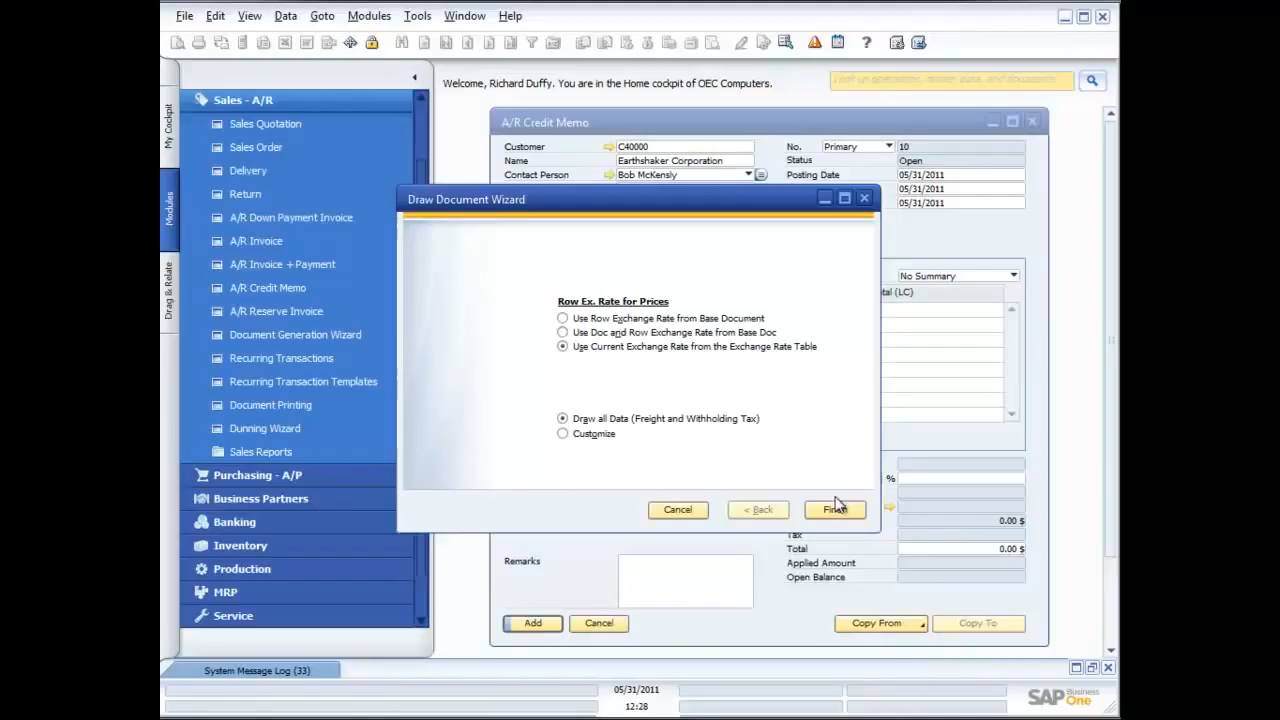 File Edit View Data Goto Modules Tools Window Help
Welcome, Richard Duffy. You are in the Home cockpit of OEC Computers.
My Cockpit
Modules
Drag & Relate
Sales - A/R
Sales Quotation
Sales Order
Delivery
Return
A/R Down Payment Invoice
A/R Invoice
A/R Invoice + Payment
A/R Credit Memo
A/R Reserve Invoice
Document Generation Wizard
Recurring Transactions
Recurring Transaction Templates
Document Printing
Dunning Wizard
Sales Reports
Purchasing - A/P
Business Partners
Banking
Inventory
Production
MRP
Service
A/R Credit Memo
Customer C40000 No. Primary 10
Name Earthshaker Corporation Status Open
Contact Person Bob McKensly Posting Date 05/31/2011
05/31/2011
05/31/2011
No Summary
tal (LC)
Draw Document Wizard
Row Ex. Rate for Prices
Use Row Exchange Rate from Base Document
Use Doc and Row Exchange Rate from Base Doc
Use Current Exchange Rate from the Exchange Rate Table
Draw all Data (Freight and Withholding Tax)
Customize
Cancel < Back
%
0.00 $
Tax
Total 0.00 $
Applied Amount
Open Balance
Remarks
Add Cancel Copy From Copy To
System Message Log (33)
05/31/2011
12:28
SAP Business One